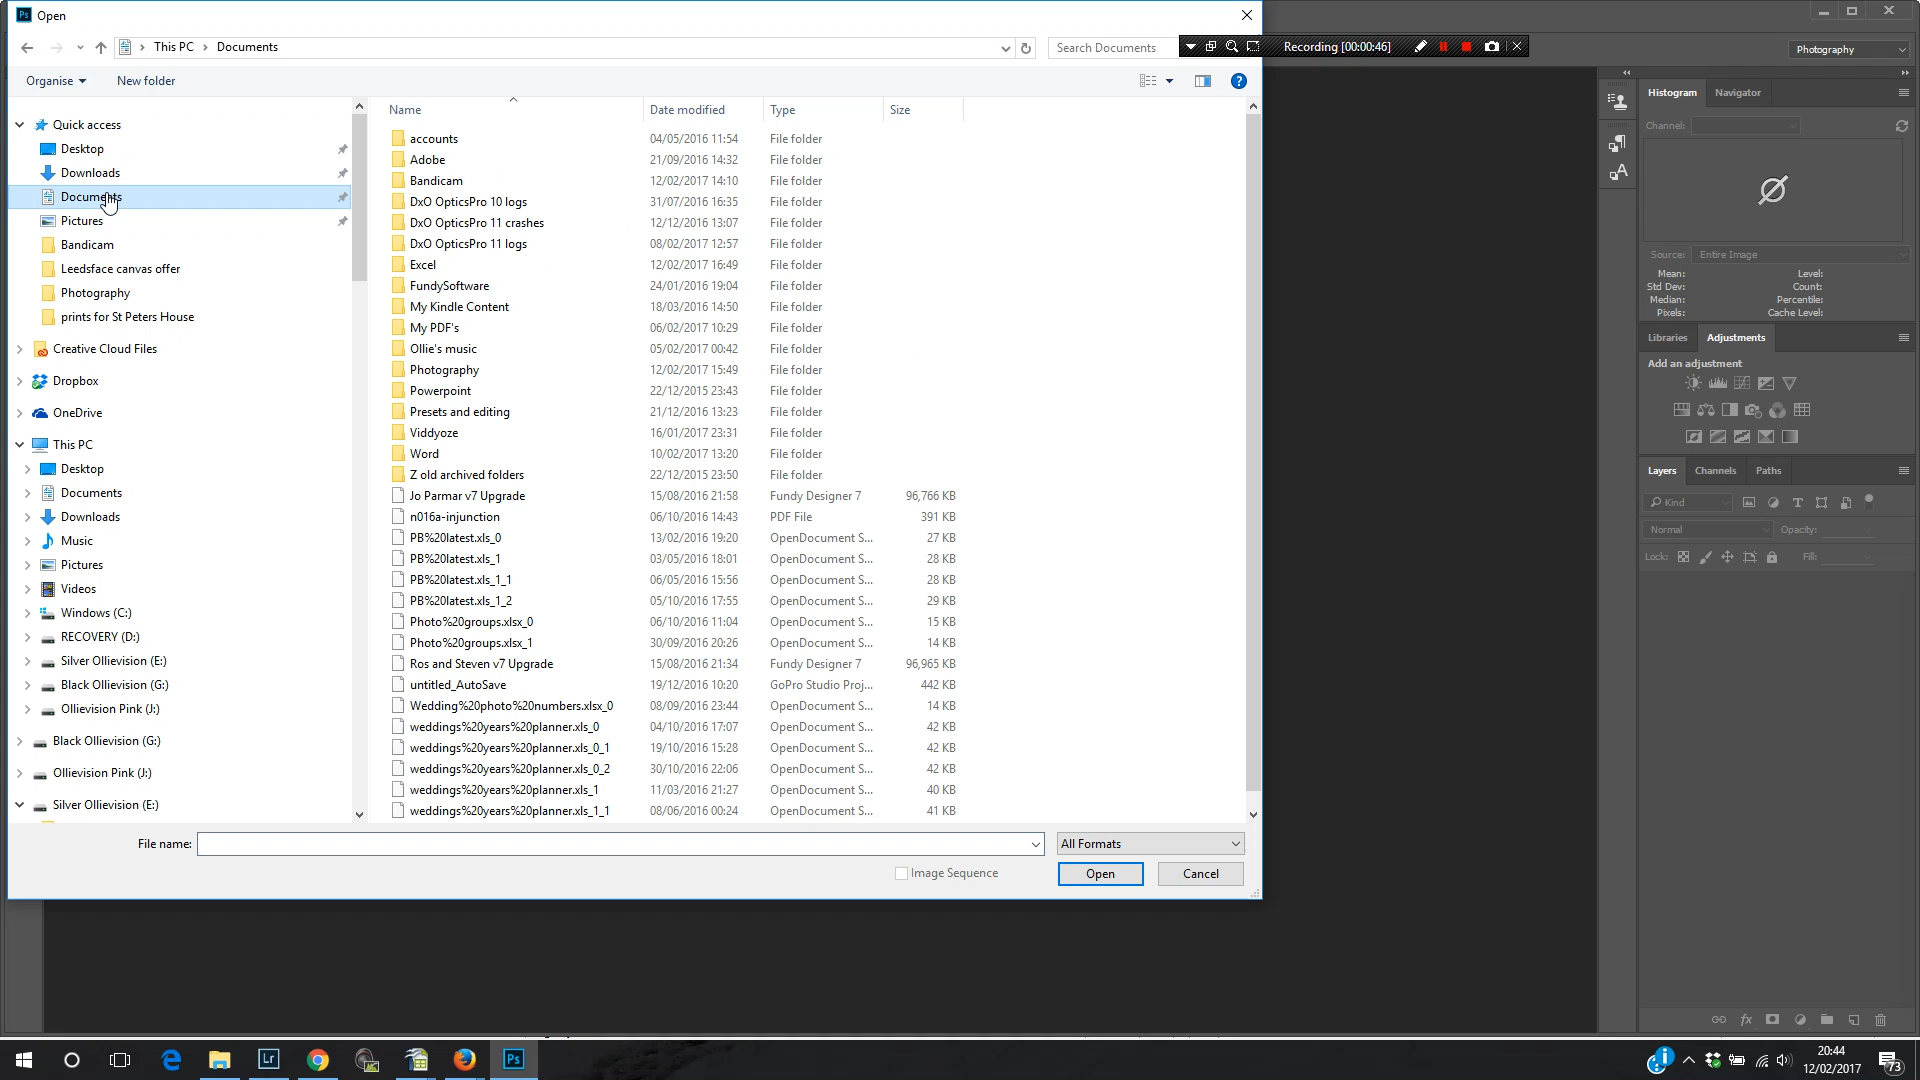 Ps Open
This PC > Documents
Search Documents
Recording [00:00:46]
Photography
Organise
New folder
Histogram
Navigator
Channel:
Source: Entire Image
Mean:
Level:
Std Dev:
Count:
Median:
Percentile:
Pixels:
Cache Level:
Libraries
Adjustments
Add an adjustment
Layers
Channels
Paths
Kind
Normal
Opacity:
Lock:
Fill:
Quick access
Desktop
Downloads
Documents
Pictures
Bandicam
Leedsface canvas offer
Photography
prints for St Peters House
Creative Cloud Files
Dropbox
OneDrive
This PC
Desktop
Documents
Downloads
Music
Pictures
Videos
Windows (C:)
RECOVERY (D:)
Silver Ollievision (E:)
Black Ollievision (G:)
Ollievision Pink (J:)
Black Ollievision (G:)
Ollievision Pink (J:)
Silver Ollievision (E:)
Name Date modified Type Size
accounts 04/05/2016 11:54 File folder
Adobe 21/09/2016 14:32 File folder
Bandicam 12/02/2017 14:10 File folder
DxO OpticsPro 10 logs 31/07/2016 16:35 File folder
DxO OpticsPro 11 crashes 12/12/2016 13:07 File folder
DxO OpticsPro 11 logs 08/02/2017 12:57 File folder
Excel 12/02/2017 16:49 File folder
FundySoftware 24/01/2016 19:04 File folder
My Kindle Content 18/03/2016 14:50 File folder
My PDF's 06/02/2017 10:29 File folder
Ollie's music 05/02/2017 00:42 File folder
Photography 12/02/2017 15:49 File folder
Powerpoint 22/12/2015 23:43 File folder
Presets and editing 21/12/2016 13:23 File folder
Viddyoze 16/01/2017 23:31 File folder
Word 10/02/2017 13:20 File folder
Z old archived folders 22/12/2015 23:50 File folder
Jo Parmar v7 Upgrade 15/08/2016 21:58 Fundy Designer 7 96,766 KB
n016a-injunction 06/10/2016 14:43 PDF File 391 KB
PB%20latest.xls_0 13/02/2016 19:20 OpenDocument S... 27 KB
PB%20latest.xls_1 03/05/2016 18:01 OpenDocument S... 28 KB
PB%20latest.xls_1_1 06/05/2016 15:56 OpenDocument S... 28 KB
PB%20latest.xls_1_2 05/10/2016 17:55 OpenDocument S... 29 KB
Photo%20groups.xlsx_0 06/10/2016 11:04 OpenDocument S... 15 KB
Photo%20groups.xlsx_1 30/09/2016 20:26 OpenDocument S... 14 KB
Ros and Steven v7 Upgrade 15/08/2016 21:34 Fundy Designer 7 96,965 KB
untitled_AutoSave 19/12/2016 10:20 GoPro Studio Proj... 442 KB
Wedding%20photo%20numbers.xlsx_0 08/09/2016 23:44 OpenDocument S... 14 KB
weddings%20years%20planner.xls_0 04/10/2016 17:07 OpenDocument S... 42 KB
weddings%20years%20planner.xls_0_1 19/10/2016 15:28 OpenDocument S... 42 KB
weddings%20years%20planner.xls_0_2 30/10/2016 22:06 OpenDocument S... 42 KB
weddings%20years%20planner.xls_1 11/03/2016 21:27 OpenDocument S... 40 KB
weddings%20years%20planner.xls_1_1 08/06/2016 00:24 OpenDocument S... 41 KB
File name:
All Formats
Image Sequence
Open
Cancel
fx
Lr
Ps
20:44
12/02/2017
73